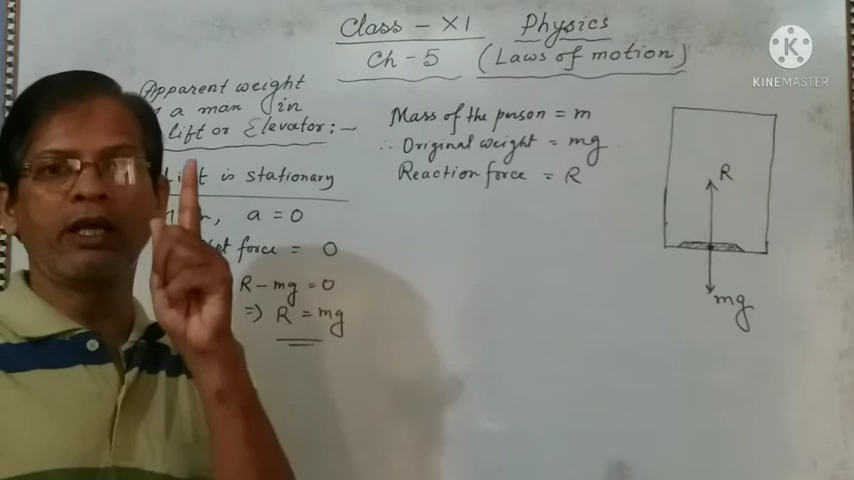 Class - XI Physics
Ch - 5 (Laws of motion)
KINEMASTER
Apparent weight
a man in
lift or Elevator:-
Lift is stationary
a = 0
force = 0
R - mg = 0
=> R = mg
Mass of the person = m
∴ Original weight = mg
Reaction force = R
R
mg